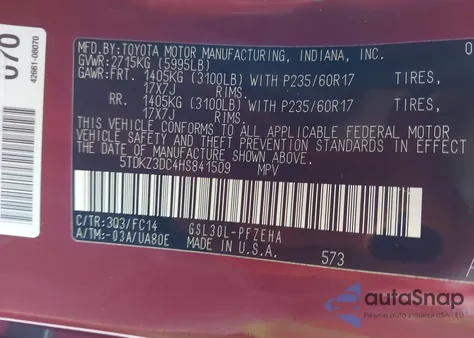 070
42661-08070
MFD. BY:TOYOTA MOTOR MANUFACTURING, INDIANA, INC. 0
GVWR:2715KG (5995LB)
GAWR:FRT. 1405KG (3100LB) WITH P235/60R17 TIRES,
17X7J RIMS.
RR. 1405KG (3100LB) WITH P235/60R17 TIRES,
17X7J RIMS.
THIS VEHICLE CONFORMS TO ALL APPLICABLE FEDERAL MOTOR
VEHICLE SAFETY AND THEFT PREVENTION STANDARDS IN EFFECT
THE DATE OF MANUFACTURE SHOWN ABOVE.
5TDKZ3DC4HS841509 MPV
C/TR:3Q3/FC14 GSL30L-PFZEHA
A/TM:-03A/UA80E MADE IN U.S.A. 573
autoSnap